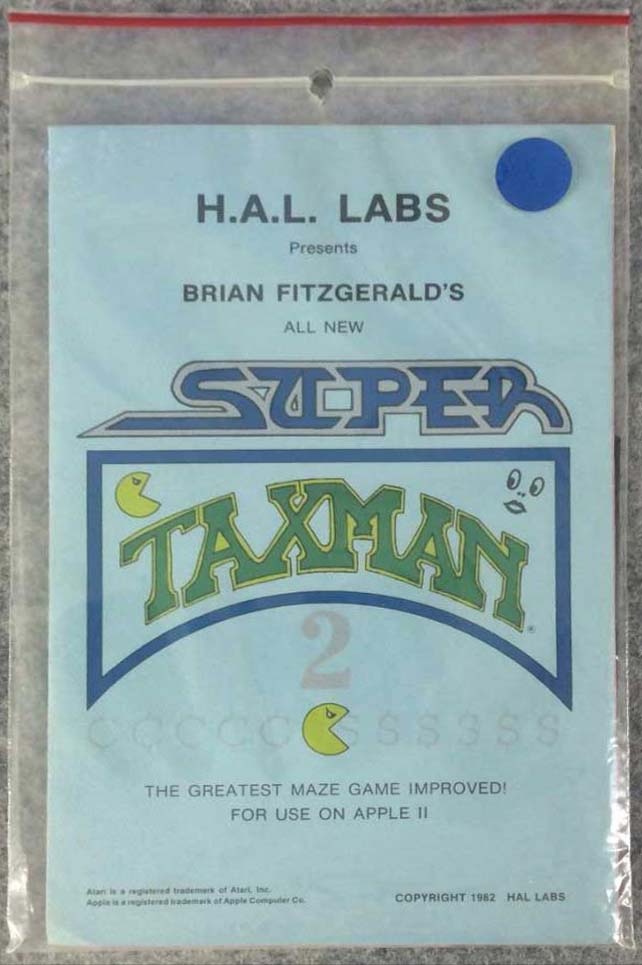 H.A.L. LABS
Presents
BRIAN FITZGERALD'S
ALL NEW
SUPER
TAXMAN®
2
CCCCC SSS3SS
THE GREATEST MAZE GAME IMPROVED!
FOR USE ON APPLE II
Atari is a registered trademark of Atari, Inc.
Apple is a registered trademark of Apple Computer Co.
COPYRIGHT 1982 HAL LABS